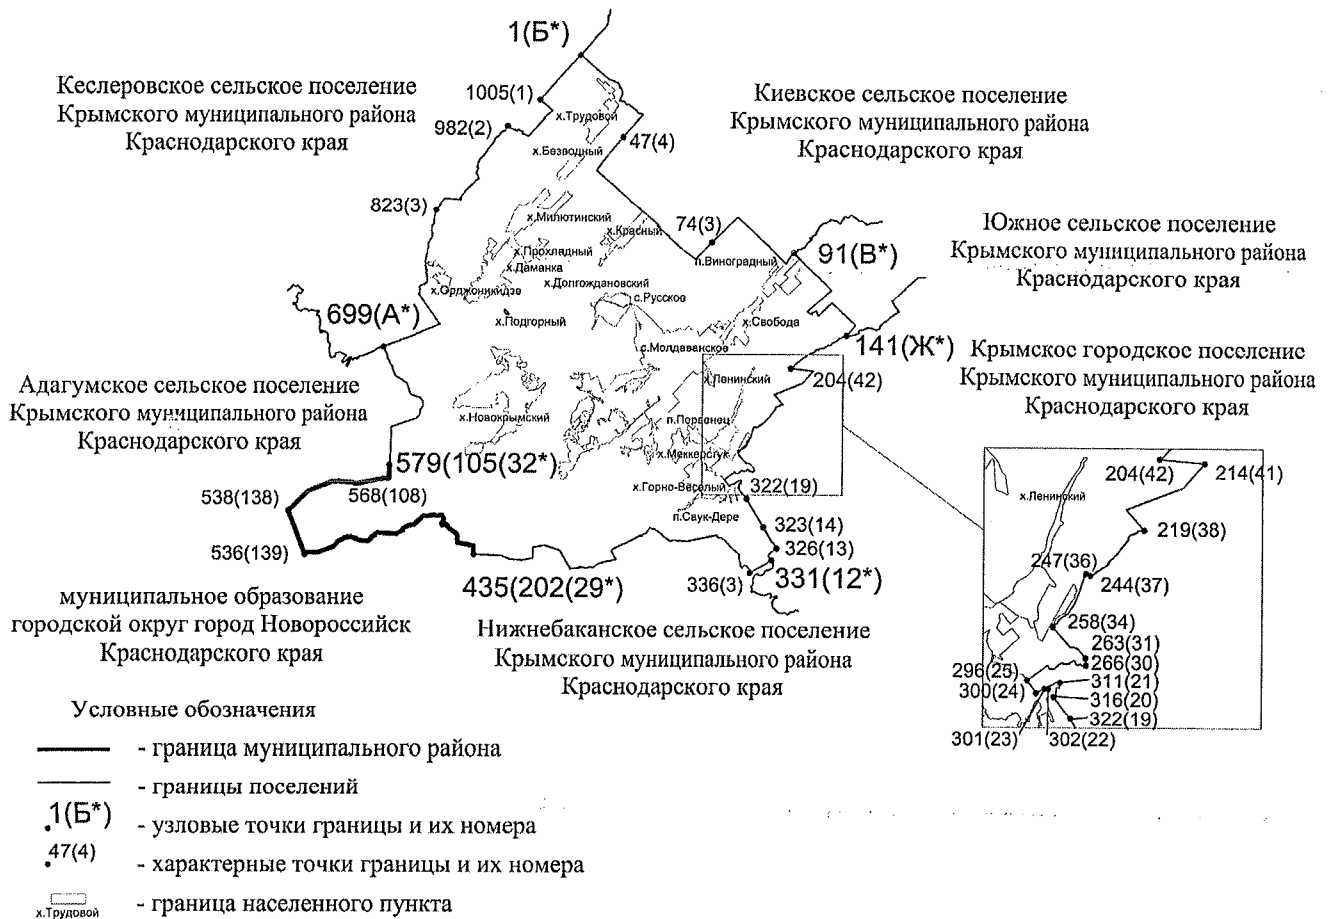 1(Б*)
Кеслеровское сельское поселение
Крымского муниципального района
Краснодарского края
1005(1)
982(2)
х.Трудовой
х.Безводный
47(4)
Киевское сельское поселение
Крымского муниципального района
Краснодарского края
823(3)
х.Милютинский
х.Красный
74(3)
х.Прохладный
х.Даманка
п.Виноградный
91(В*)
Южное сельское поселение
Крымского муниципального района
Краснодарского края
х.Орджоникидзе
х.Долгождановский
с.Русское
699(А*)
х.Подгорный
х.Свобода
с.Молдаванское
141(Ж*)
Крымское городское поселение
Крымского муниципального района
Краснодарского края
Адагумское сельское поселение
Крымского муниципального района
Краснодарского края
х.Ленинский
204(42)
х.Новокрымский
п.Первенец
х.Меккерстук
579(105(32*)
538(138)
568(108)
х.Горно-Весёлый
322(19)
п.Саук-Дере
323(14)
326(13)
536(139)
435(202(29*)
336(3)
331(12*)
204(42)
214(41)
х.Ленинский
219(38)
247(36)
244(37)
258(34)
263(31)
266(30)
296(25)
311(21)
300(24)
316(20)
322(19)
301(23)
302(22)
муниципальное образование
городской округ город Новороссийск
Краснодарского края
Нижнебаканское сельское поселение
Крымского муниципального района
Краснодарского края
Условные обозначения
- граница муниципального района
- границы поселений
1(Б*) - узловые точки границы и их номера
47(4) - характерные точки границы и их номера
х.Трудовой - граница населенного пункта